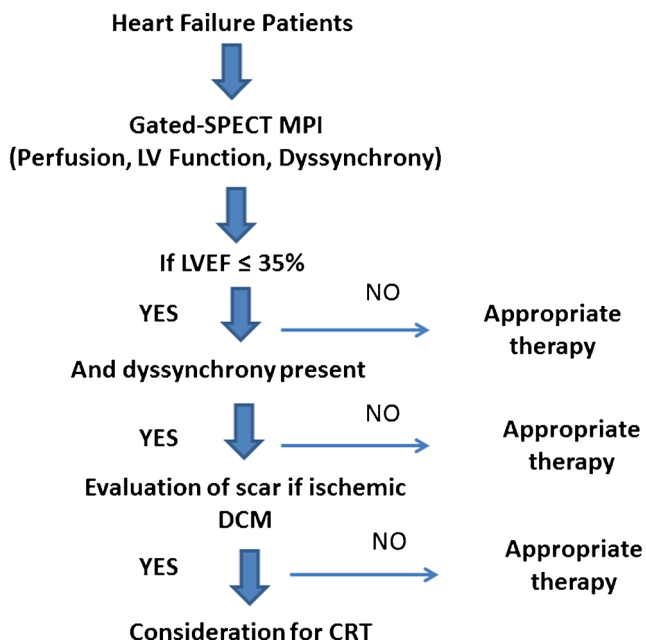 Heart Failure Patients
Gated-SPECT MPI
(Perfusion, LV Function, Dyssynchrony)
If LVEF ≤ 35%
YES
NO
Appropriate
therapy
And dyssynchrony present
YES
NO
Appropriate
therapy
Evaluation of scar if ischemic
DCM
YES
NO
Appropriate
therapy
Consideration for CRT